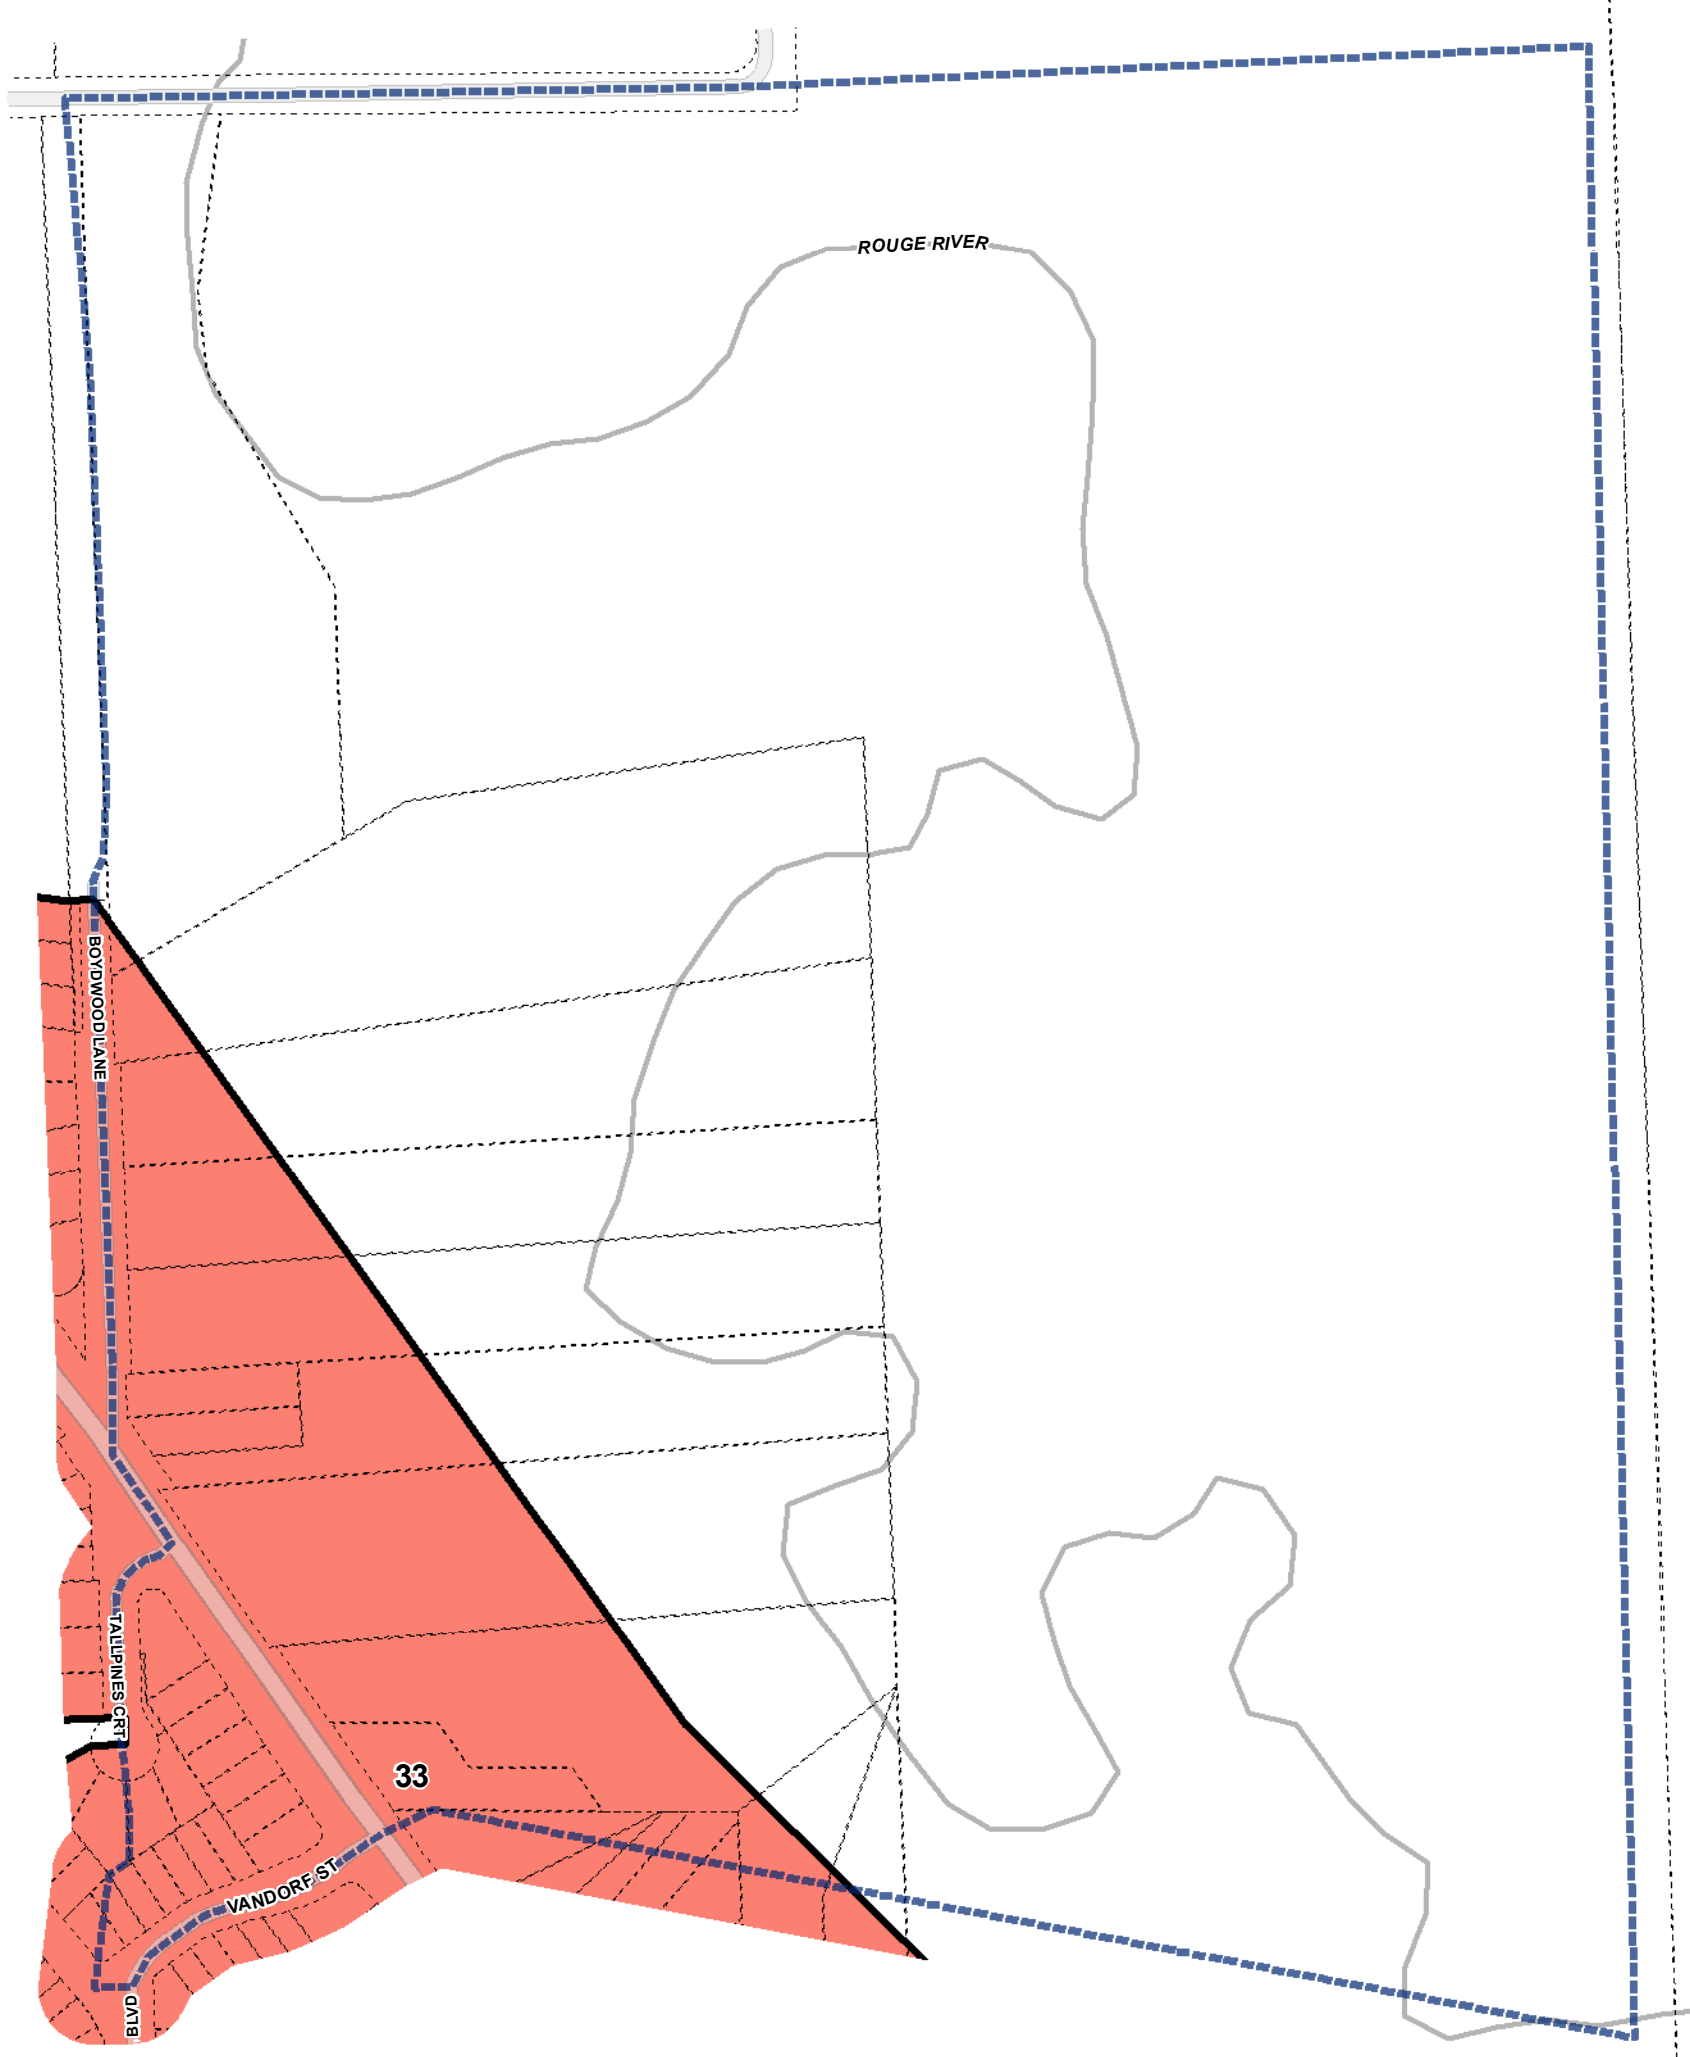 ROUGE RIVER
BOYDWOOD LANE
TALLPINES CRT
33
VANDORF ST
BLVD